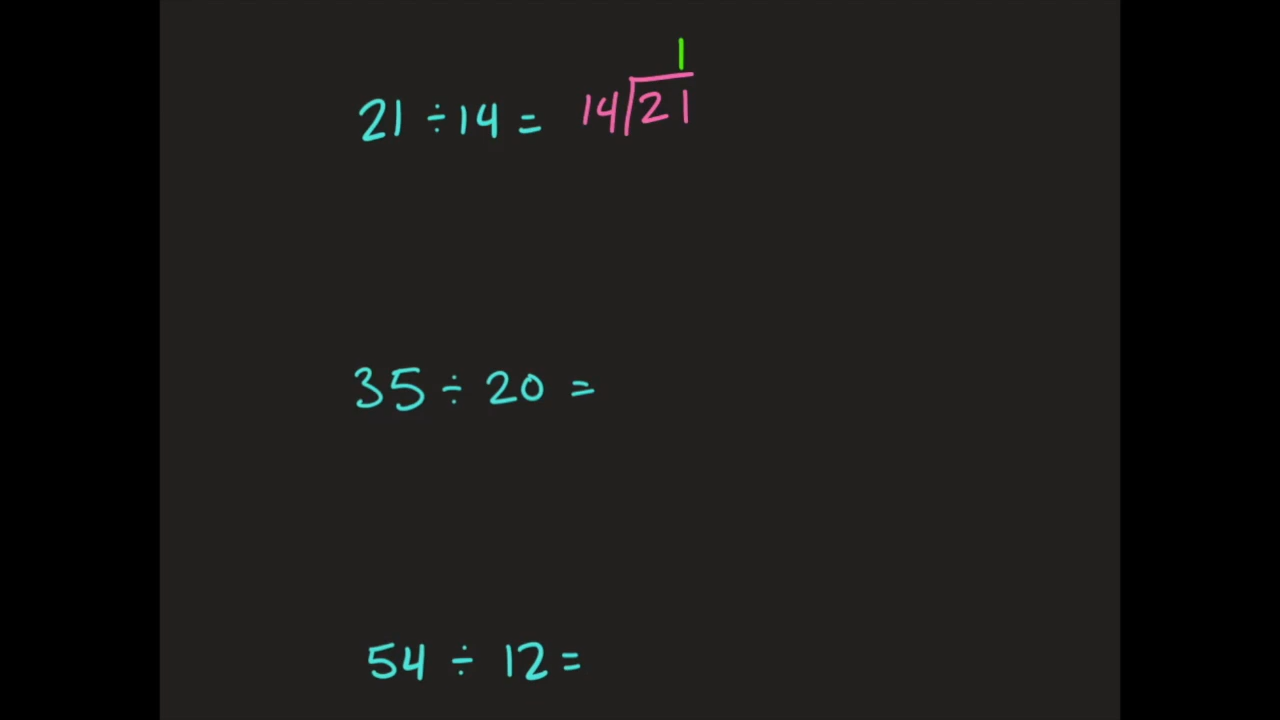 1
21 ÷ 14 = 14)21
35 ÷ 20 =
54 ÷ 12 =